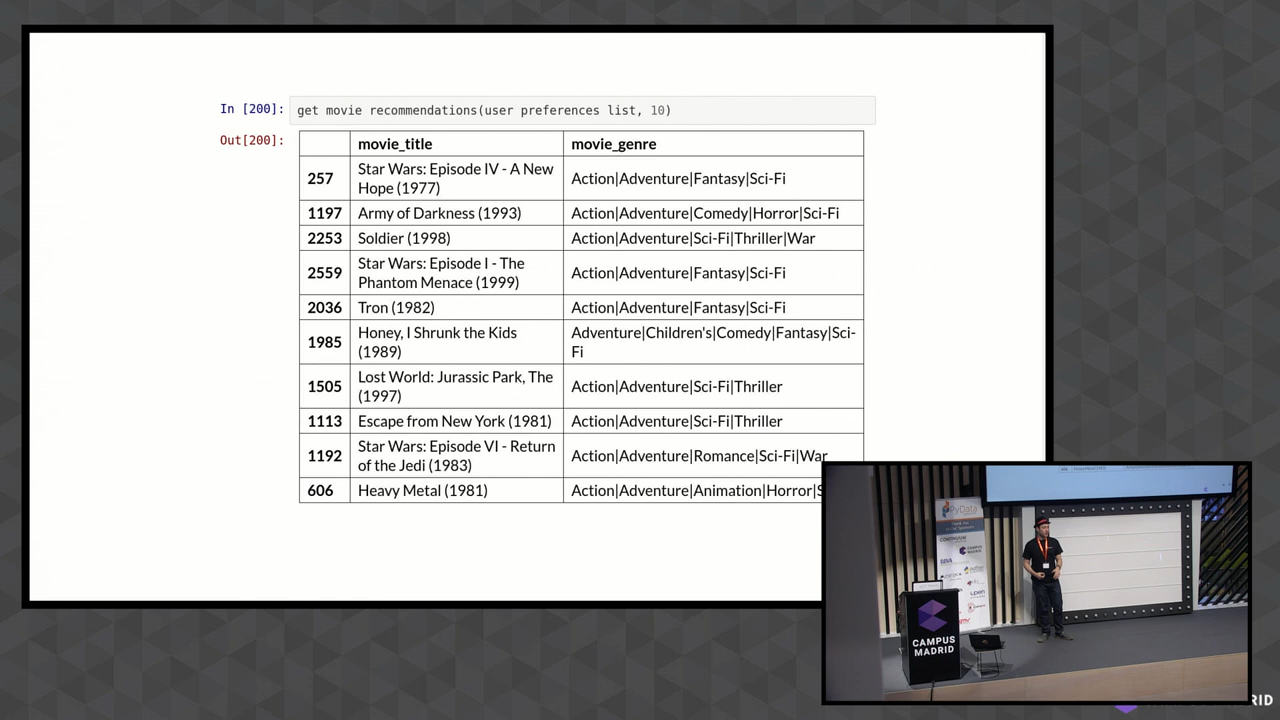 In [200]: get movie recommendations(user preferences list, 10)
Out[200]:
movie_title movie_genre
257 Star Wars: Episode IV - A New Hope (1977) Action|Adventure|Fantasy|Sci-Fi
1197 Army of Darkness (1993) Action|Adventure|Comedy|Horror|Sci-Fi
2253 Soldier (1998) Action|Adventure|Sci-Fi|Thriller|War
2559 Star Wars: Episode I - The Phantom Menace (1999) Action|Adventure|Fantasy|Sci-Fi
2036 Tron (1982) Action|Adventure|Fantasy|Sci-Fi
1985 Honey, I Shrunk the Kids (1989) Adventure|Children's|Comedy|Fantasy|Sci-Fi
1505 Lost World: Jurassic Park, The (1997) Action|Adventure|Sci-Fi|Thriller
1113 Escape from New York (1981) Action|Adventure|Sci-Fi|Thriller
1192 Star Wars: Episode VI - Return of the Jedi (1983) Action|Adventure|Romance|Sci-Fi|War
606 Heavy Metal (1981) Action|Adventure|Animation|Horror|S
PyData
CONTINUUM
CAMPUS
MADRID
BBVA
CAMPUS
MADRID
RID